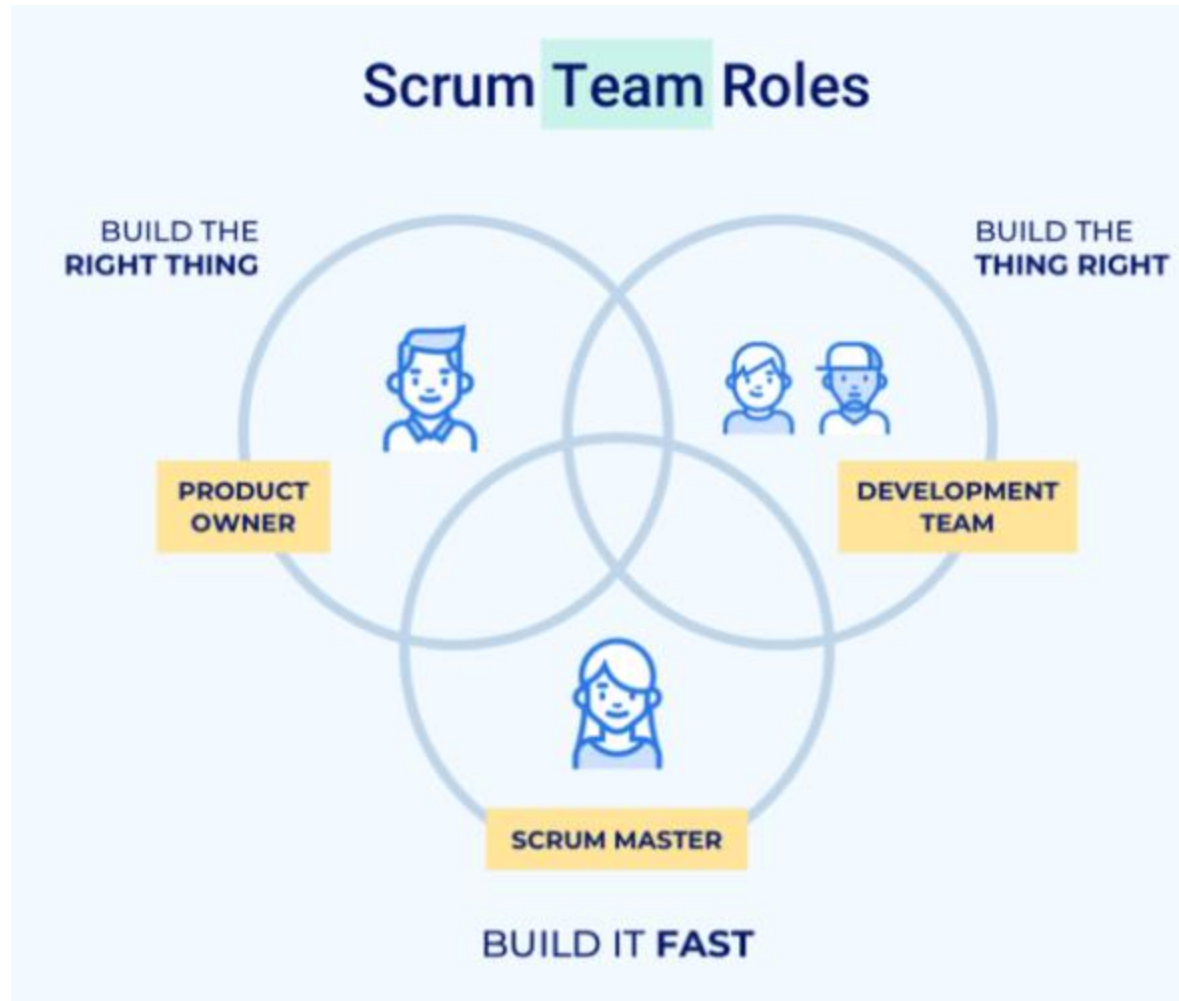 Scrum Team Roles
BUILD THE
RIGHT THING
BUILD THE
THING RIGHT
PRODUCT
OWNER
DEVELOPMENT
TEAM
SCRUM MASTER
BUILD IT FAST